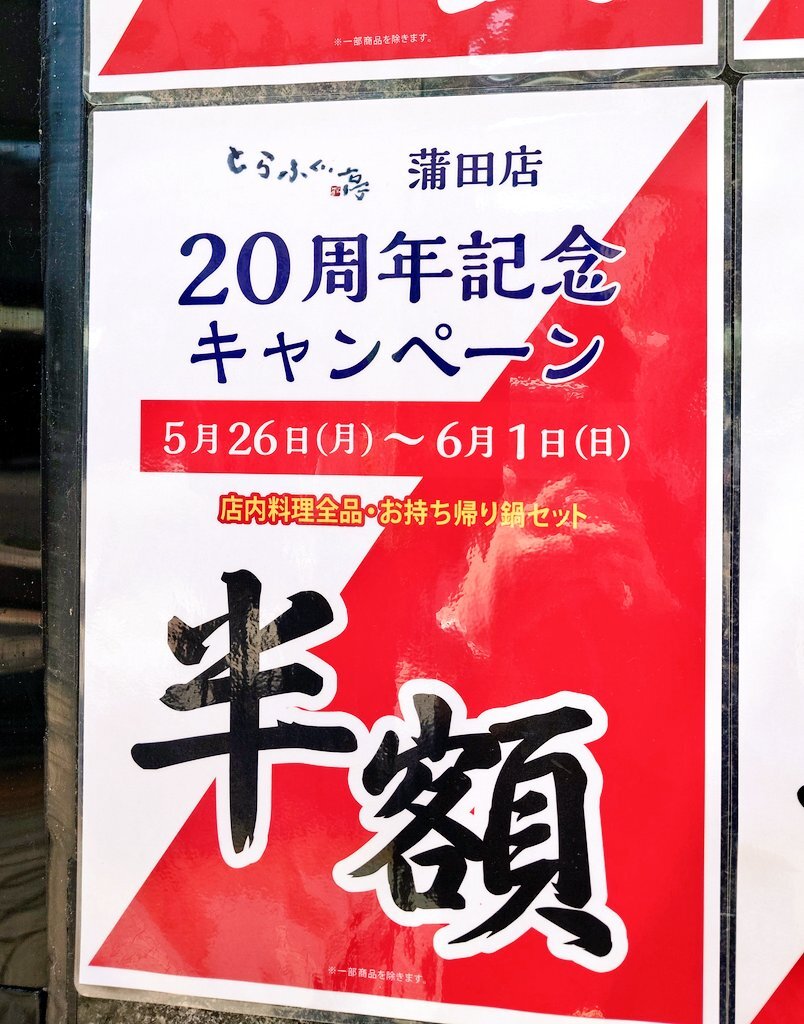 ※一部商品を除きます。
とらふぐ亭 蒲田店
20周年記念
キャンペーン
5月26日(月)～6月1日(日)
店内料理全品・お持ち帰り鍋セット
半額
※一部商品を除きます。